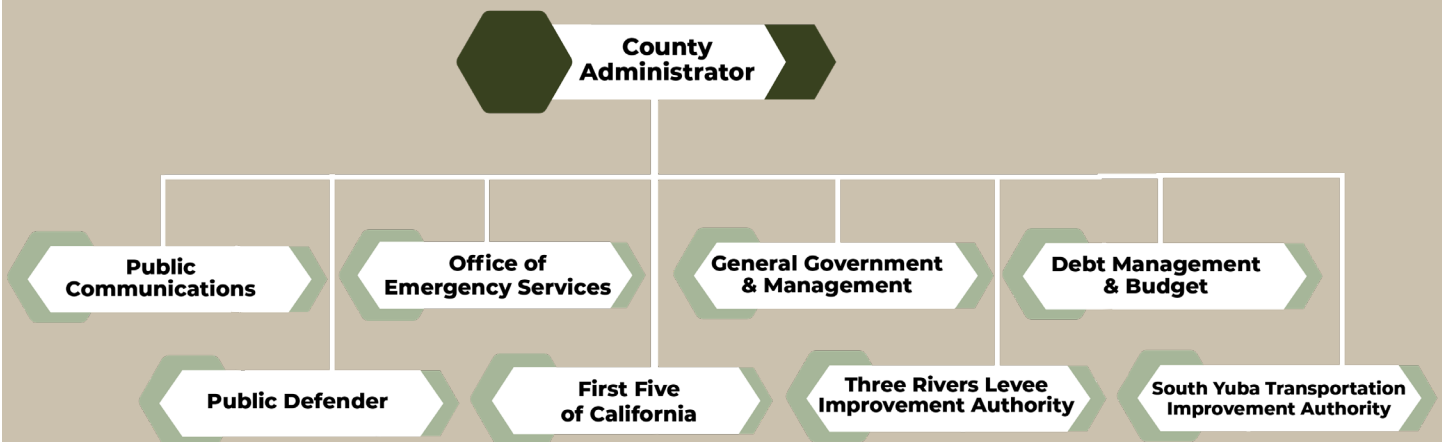 County
Administrator
Public
Communications
Office of
Emergency Services
General Government
& Management
Debt Management
& Budget
Public Defender
First Five
of California
Three Rivers Levee
Improvement Authority
South Yuba Transportation
Improvement Authority